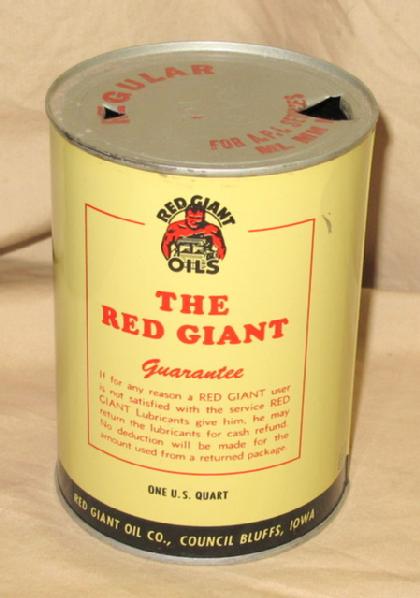 REGULAR
FOR A.P.I. SERVICES
RED GIANT
OILS
THE
RED GIANT
Guarantee
If for any reason a RED GIANT user
is not satisfied with the service RED
GIANT Lubricants give him, he may
return the lubricants for cash refund.
No deduction will be made for the
amount used from a returned package.
ONE U.S. QUART
RED GIANT OIL CO., COUNCIL BLUFFS, IOWA